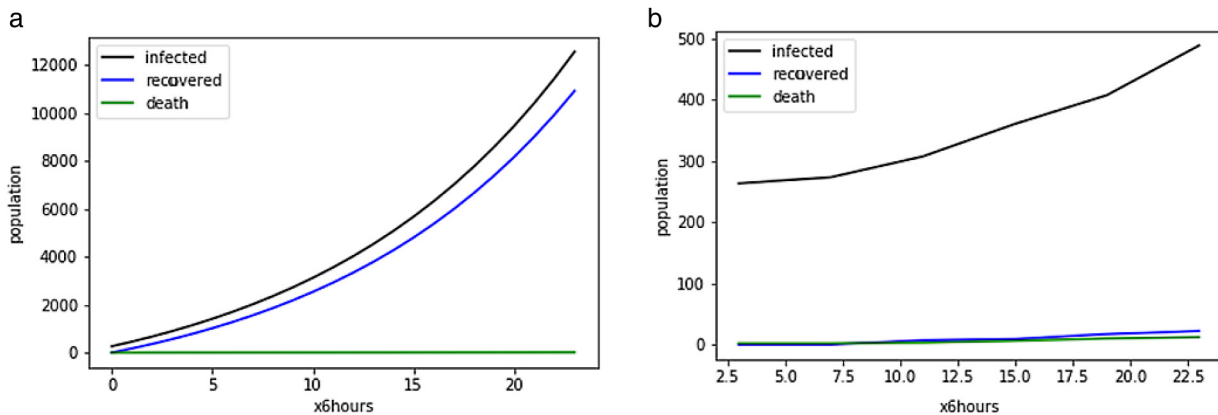 a
infected
recovered
death
12000
10000
8000
6000
4000
2000
0
population
0 5 10 15 20
x6hours
b
infected
recovered
death
500
400
300
200
100
0
population
2.5 5.0 7.5 10.0 12.5 15.0 17.5 20.0 22.5
x6hours